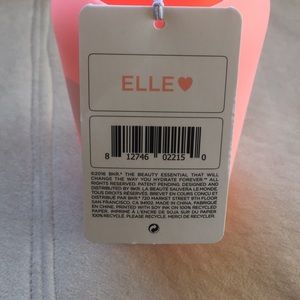 ELLE♥
8 12746 02215 0
©2016 BKR.® THE BEAUTY ESSENTIAL THAT WILL
CHANGE THE WAY YOU HYDRATE FOREVER.™ ALL
RIGHTS RESERVED. PATENT PENDING. DESIGNED AND
DISTRIBUTED BY BKR. LA BEAUTE SAUVERA LE MONDE.
TOUS DROITS RÉSERVÉS. BREVET EN COURS CONÇU ET
DISTRIBUÉ PAR BKR.® 720 MARKET STREET 9TH FLOOR
SAN FRANCISCO, CA 94102. MADE IN CHINA. FABRIQUÉ
EN CHINE. PRINTED WITH SOY INK ON 100% RECYCLED
PAPER. IMPRIMÉ À L'ENCRE DE SOJA SUR DU PAPIER
100% RECYCLÉ. PLEASE RECYCLE. MERCI DE RECYCLER.